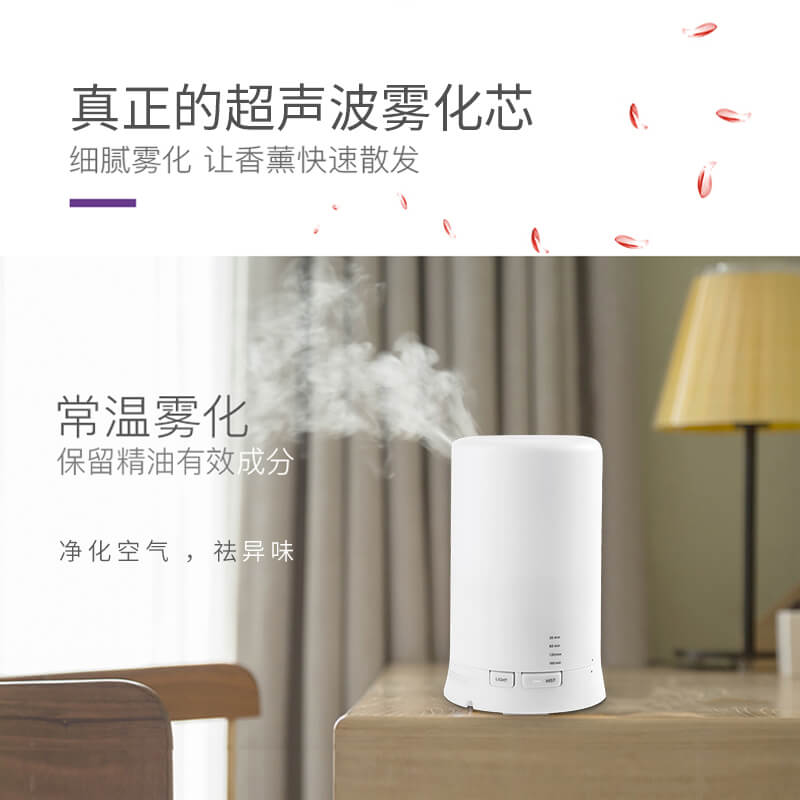 真正的超声波雾化芯
细腻雾化 让香薰快速散发
常温雾化
保留精油有效成分
净化空气 ，祛异味
LIGHT
MIST